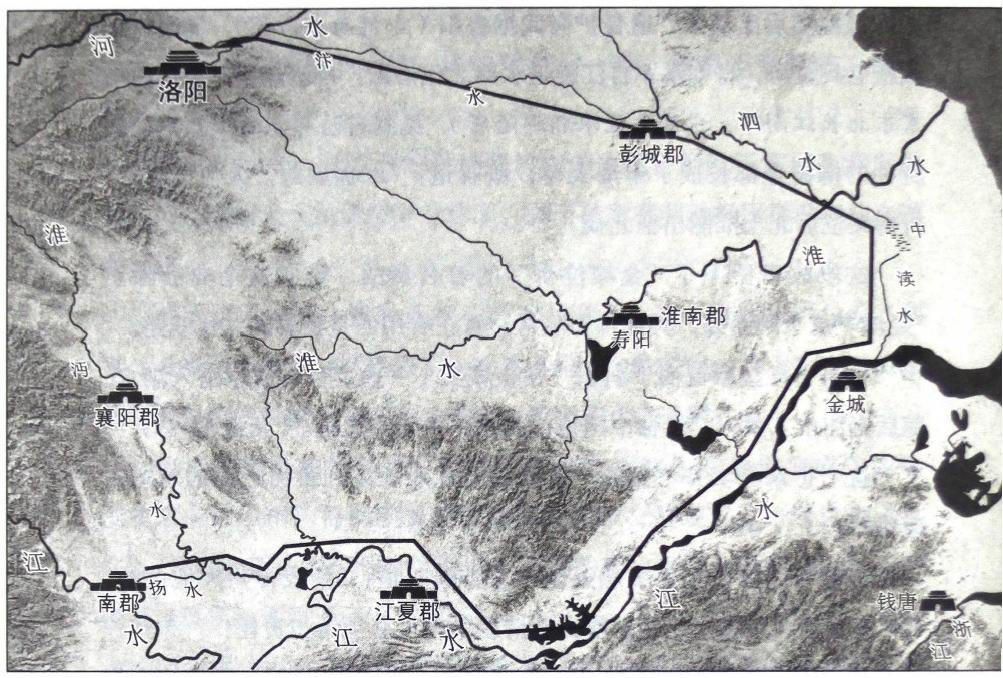 河
水
洛阳
汴
水
彭城郡
泗
水
水
淮
中
渎
水
淮
沔
水
襄阳郡
淮
水
寿阳
淮南郡
金城
江
南郡
扬
水
水
江
江夏郡
水
江
水
钱唐
浙
江